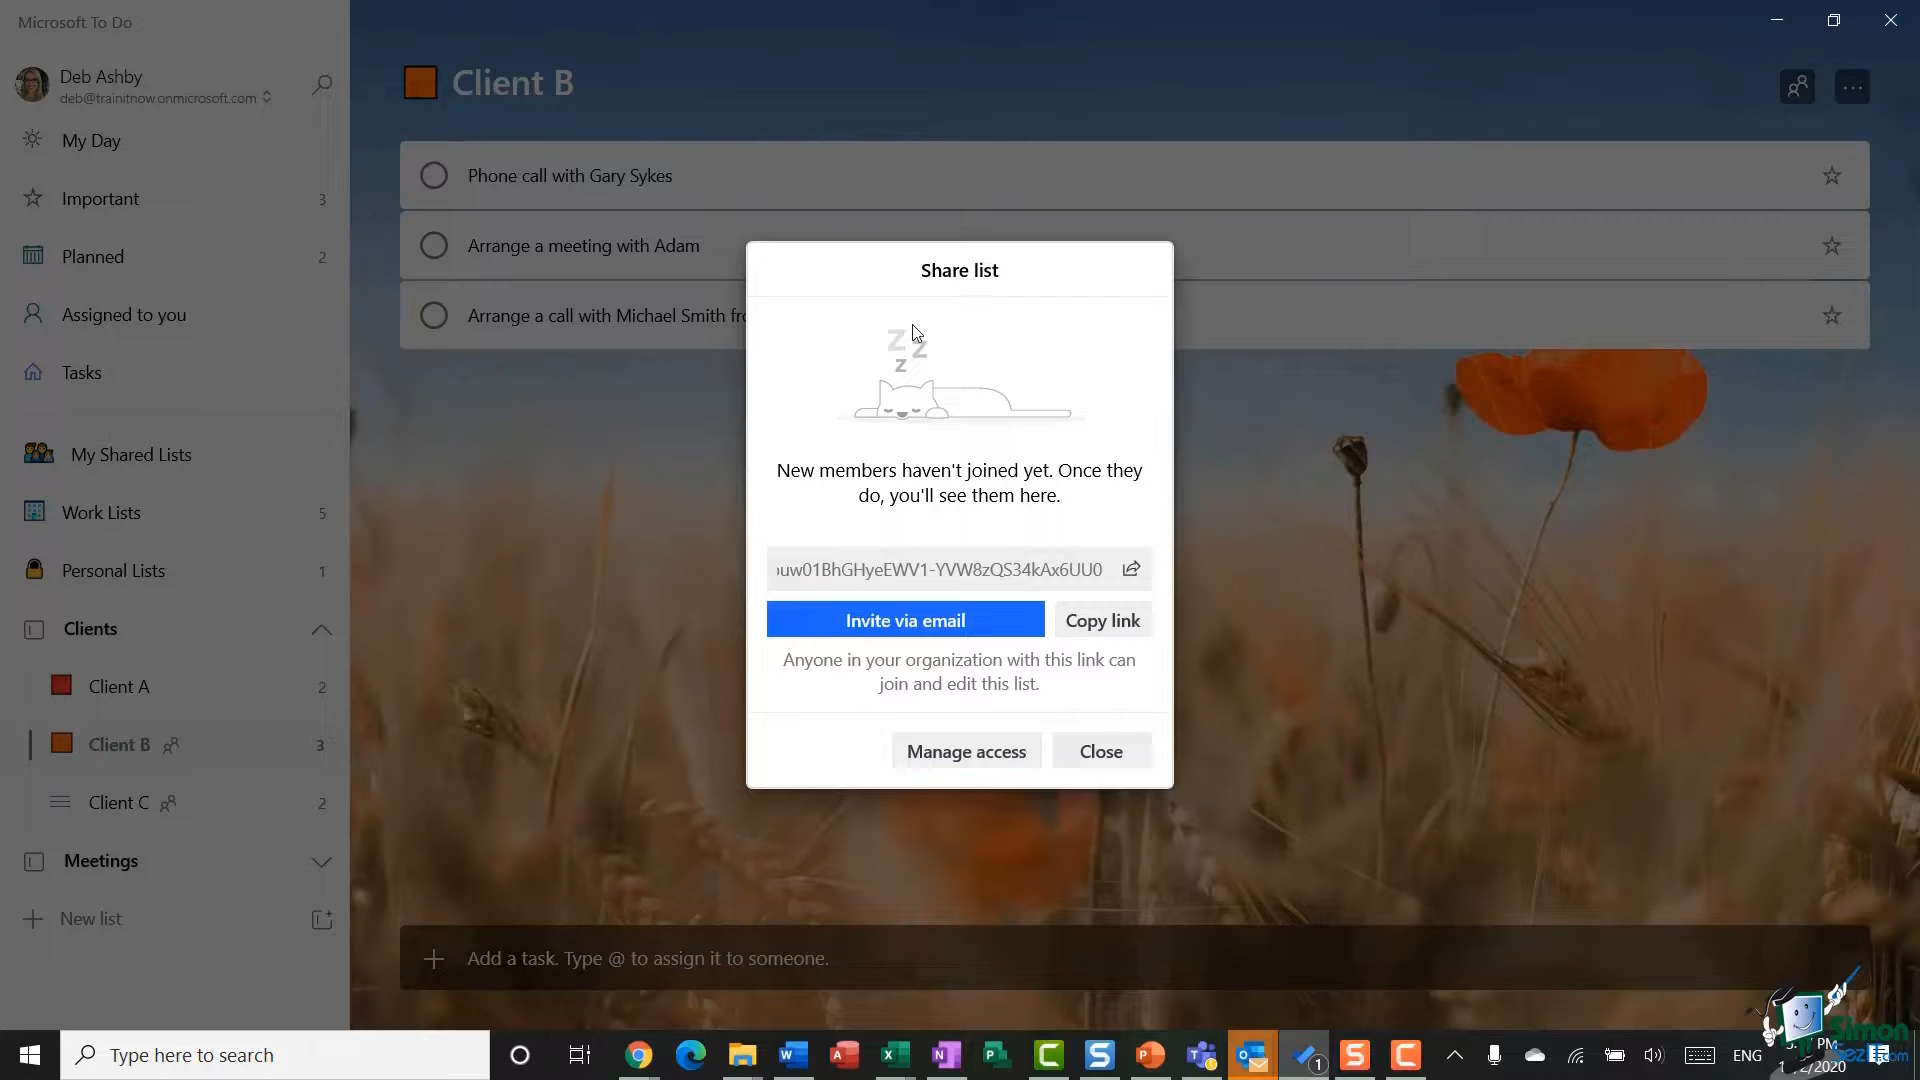 Microsoft To Do
Deb Ashby
deb@trainitnow.onmicrosoft.com
My Day
Important 3
Planned 2
Assigned to you
Tasks
My Shared Lists
Work Lists 5
Personal Lists 1
Clients
Client A 2
Client B 3
Client C 2
Meetings
New list
Client B
Phone call with Gary Sykes
Arrange a meeting with Adam
Arrange a call with Michael Smith
Share list
z
z
z
New members haven't joined yet. Once they
do, you'll see them here.
uw01BhGHyeEWV1-YVW8zQS34kAx6UU0
Invite via email
Copy link
Anyone in your organization with this link can
join and edit this list.
Manage access
Close
Add a task. Type @ to assign it to someone.
Type here to search
1
ENG
PM
Simon
Sez